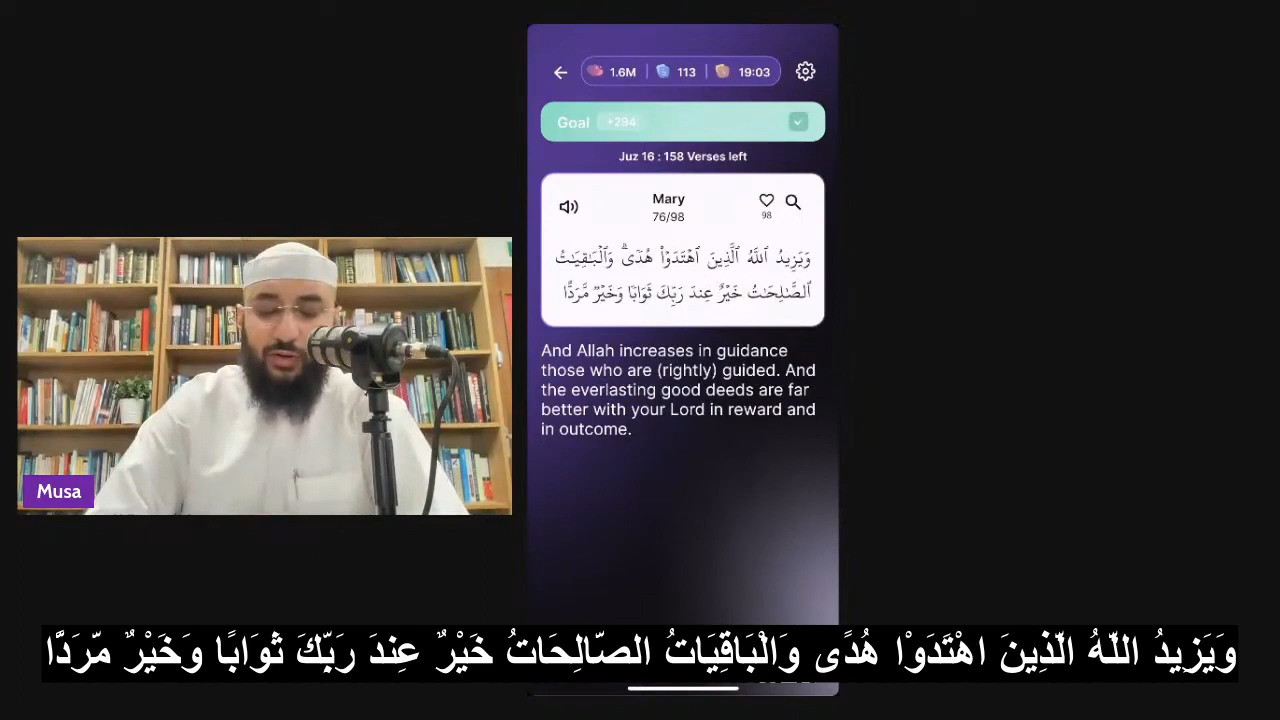 1.6M 113 19:03
Goal +294
Juz 16 : 158 Verses left
Mary
76/98
98
وَيَزِيدُ ٱللَّهُ ٱلَّذِينَ ٱهْتَدَوْا۟ هُدًى ۗ وَٱلْبَـٰقِيَـٰتُ
ٱلصَّـٰلِحَـٰتُ خَيْرٌ عِندَ رَبِّكَ ثَوَابًا وَخَيْرٌ مَّرَدًّا
And Allah increases in guidance
those who are (rightly) guided. And
the everlasting good deeds are far
better with your Lord in reward and
in outcome.
Musa
وَيَزِيدُ اللَّهُ الَّذِينَ اهْتَدَوْا هُدًى وَالْبَاقِيَاتُ الصَّالِحَاتُ خَيْرٌ عِندَ رَبِّكَ ثَوَابًا وَخَيْرٌ مَّرَدًّا